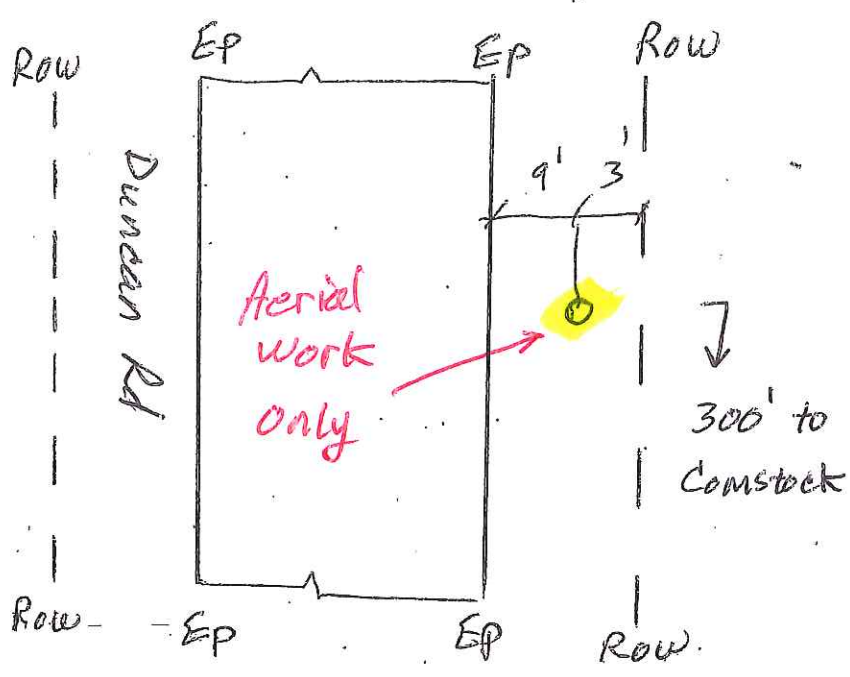 Row
Ep
Ep
Row
9'
3'
Duncan Rd
Aerial
Work
Only
300' to
Comstock
Row
Ep
Ep
Row.